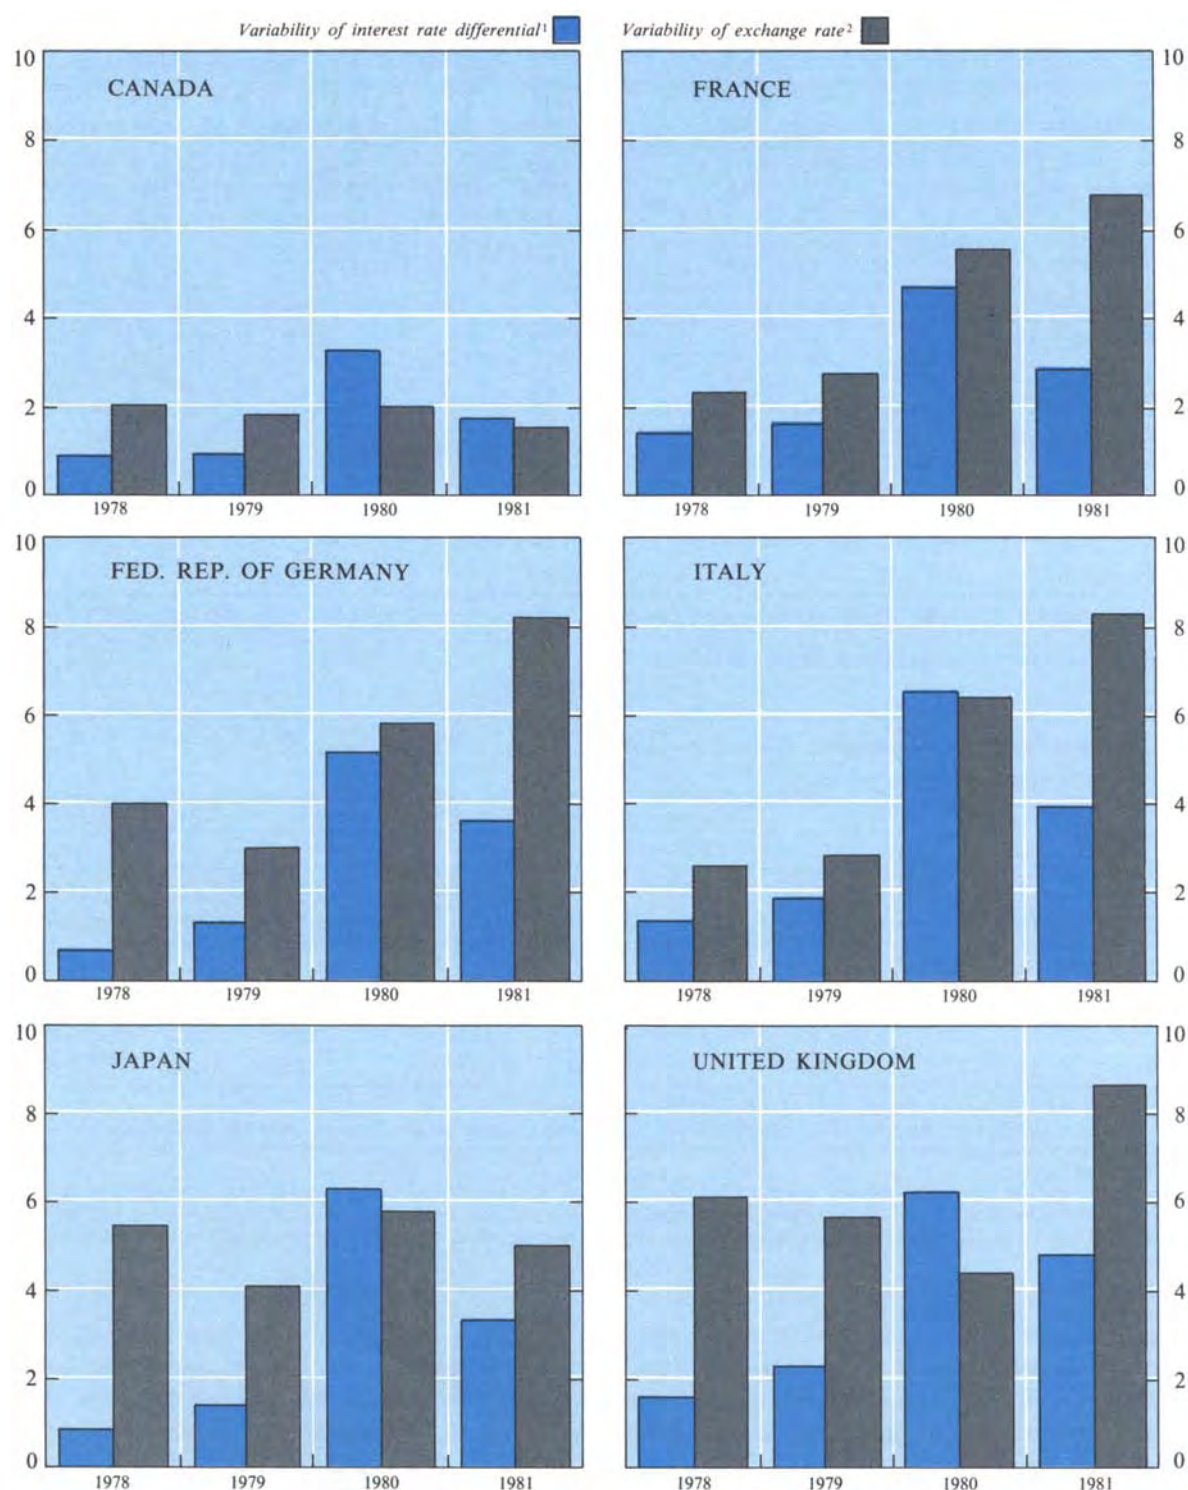 Variability of interest rate differential¹ Variability of exchange rate²
10 10
CANADA FRANCE
8 8
6 6
4 4
2 2
0 0
1978 1979 1980 1981 1978 1979 1980 1981
10 10
FED. REP. OF GERMANY ITALY
8 8
6 6
4 4
2 2
0 0
1978 1979 1980 1981 1978 1979 1980 1981
10 10
JAPAN UNITED KINGDOM
8 8
6 6
4 4
2 2
0 0
1978 1979 1980 1981 1978 1979 1980 1981